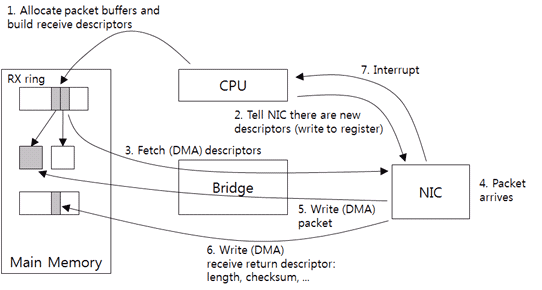 1. Allocate packet buffers and
build receive descriptors
RX ring
CPU
7. Interrupt
2. Tell NIC there are new
descriptors (write to register)
3. Fetch (DMA) descriptors
Bridge
NIC
4. Packet
arrives
5. Write (DMA)
packet
6. Write (DMA)
receive return descriptor:
length, checksum, ...
Main Memory